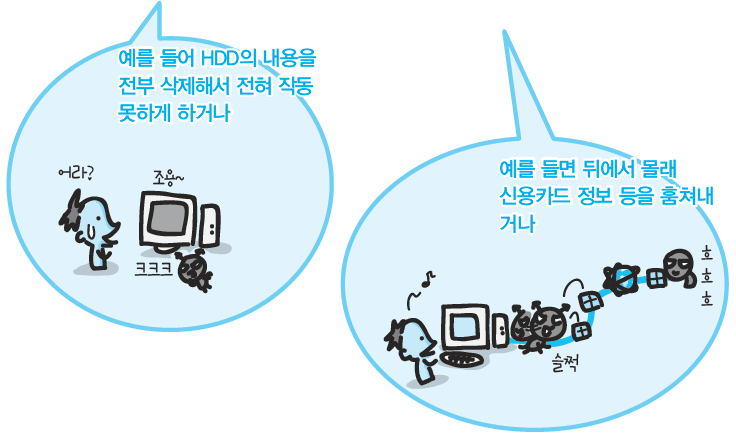 예를 들어 HDD의 내용을
전부 삭제해서 전혀 작동
못하게 하거나
어라?
조용~
크크크
예를 들면 뒤에서 몰래
신용카드 정보 등을 훔쳐내
거나
호
호
호
슬쩍